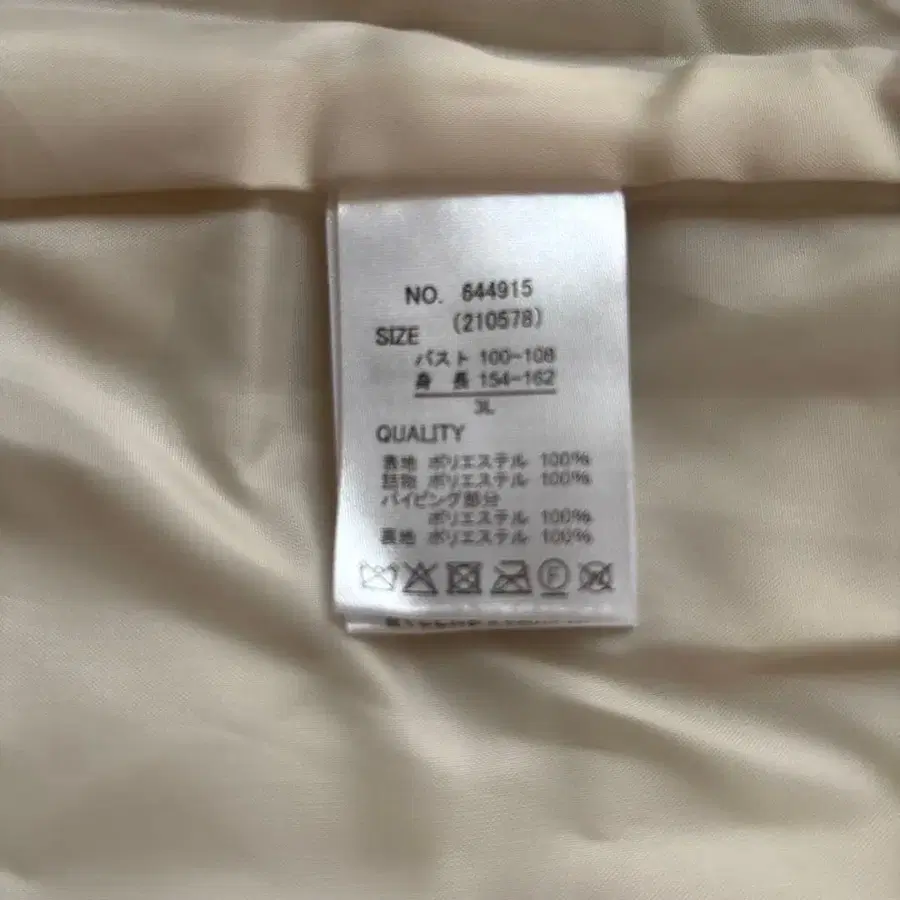 NO. 644915
SIZE (210578)
バスト 100-108
身長 154-162
3L
QUALITY
表地 ポリエステル 100%
詰物 ポリエステル 100%
パイピング部分
ポリエステル 100%
裏地 ポリエステル 100%
F